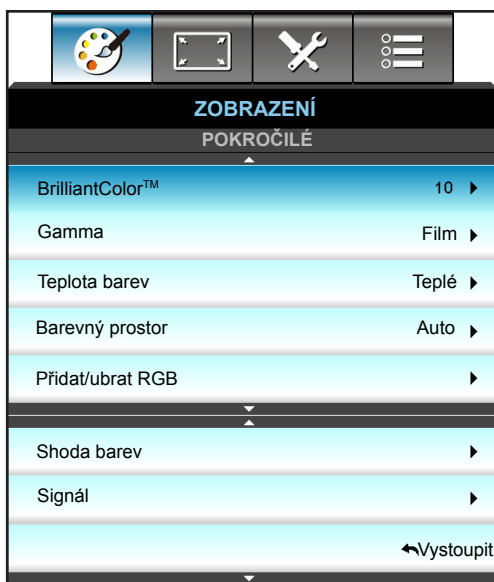 ZOBRAZENÍ
POKROČILÉ
BrilliantColor™ 10
Gamma Film
Teplota barev Teplé
Barevný prostor Auto
Přidat/ubrat RGB
Shoda barev
Signál
Vystoupit